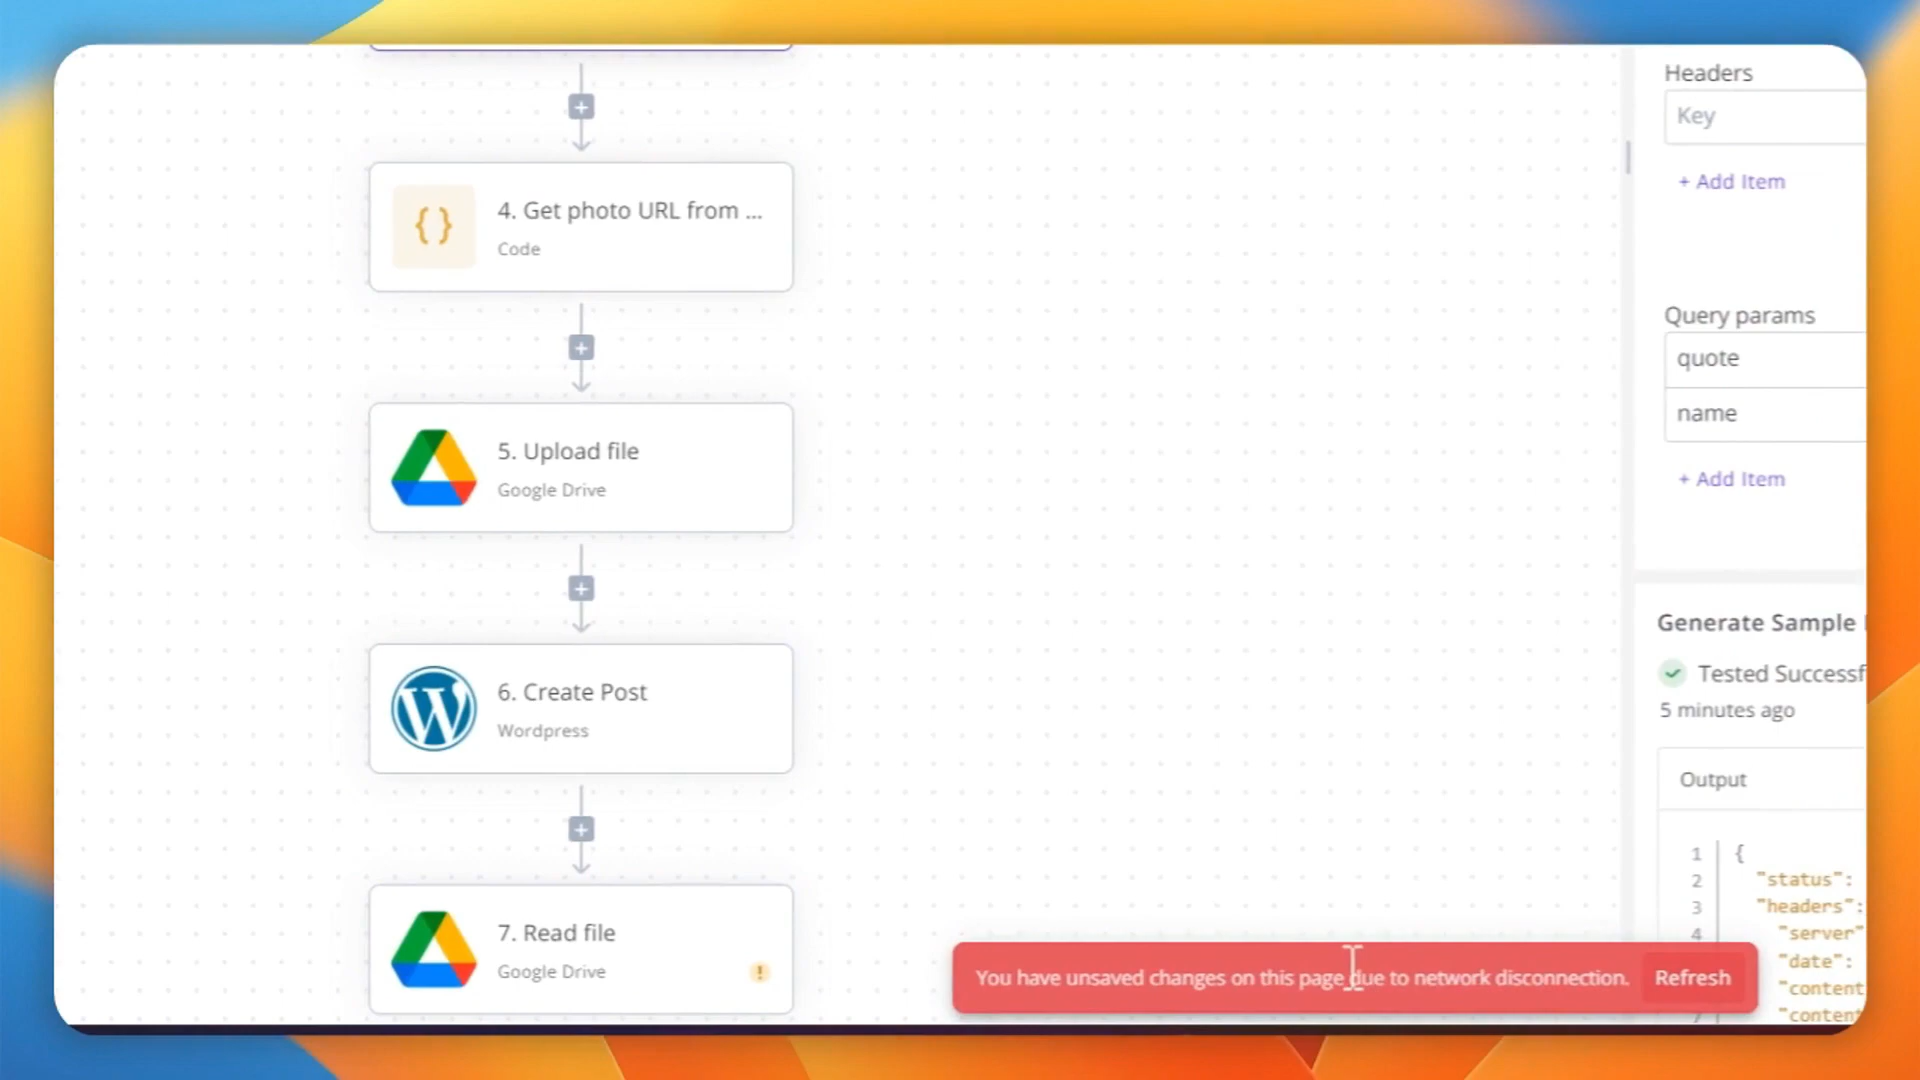 4. Get photo URL from ...
Code
5. Upload file
Google Drive
6. Create Post
Wordpress
7. Read file
Google Drive
Headers
Key
+ Add Item
Query params
quote
name
+ Add Item
Generate Sample
Tested Successf
5 minutes ago
Output
1 {
2 "status":
3 "headers":
4 "server"
"date":
"content
7 "content
You have unsaved changes on this page due to network disconnection. Refresh